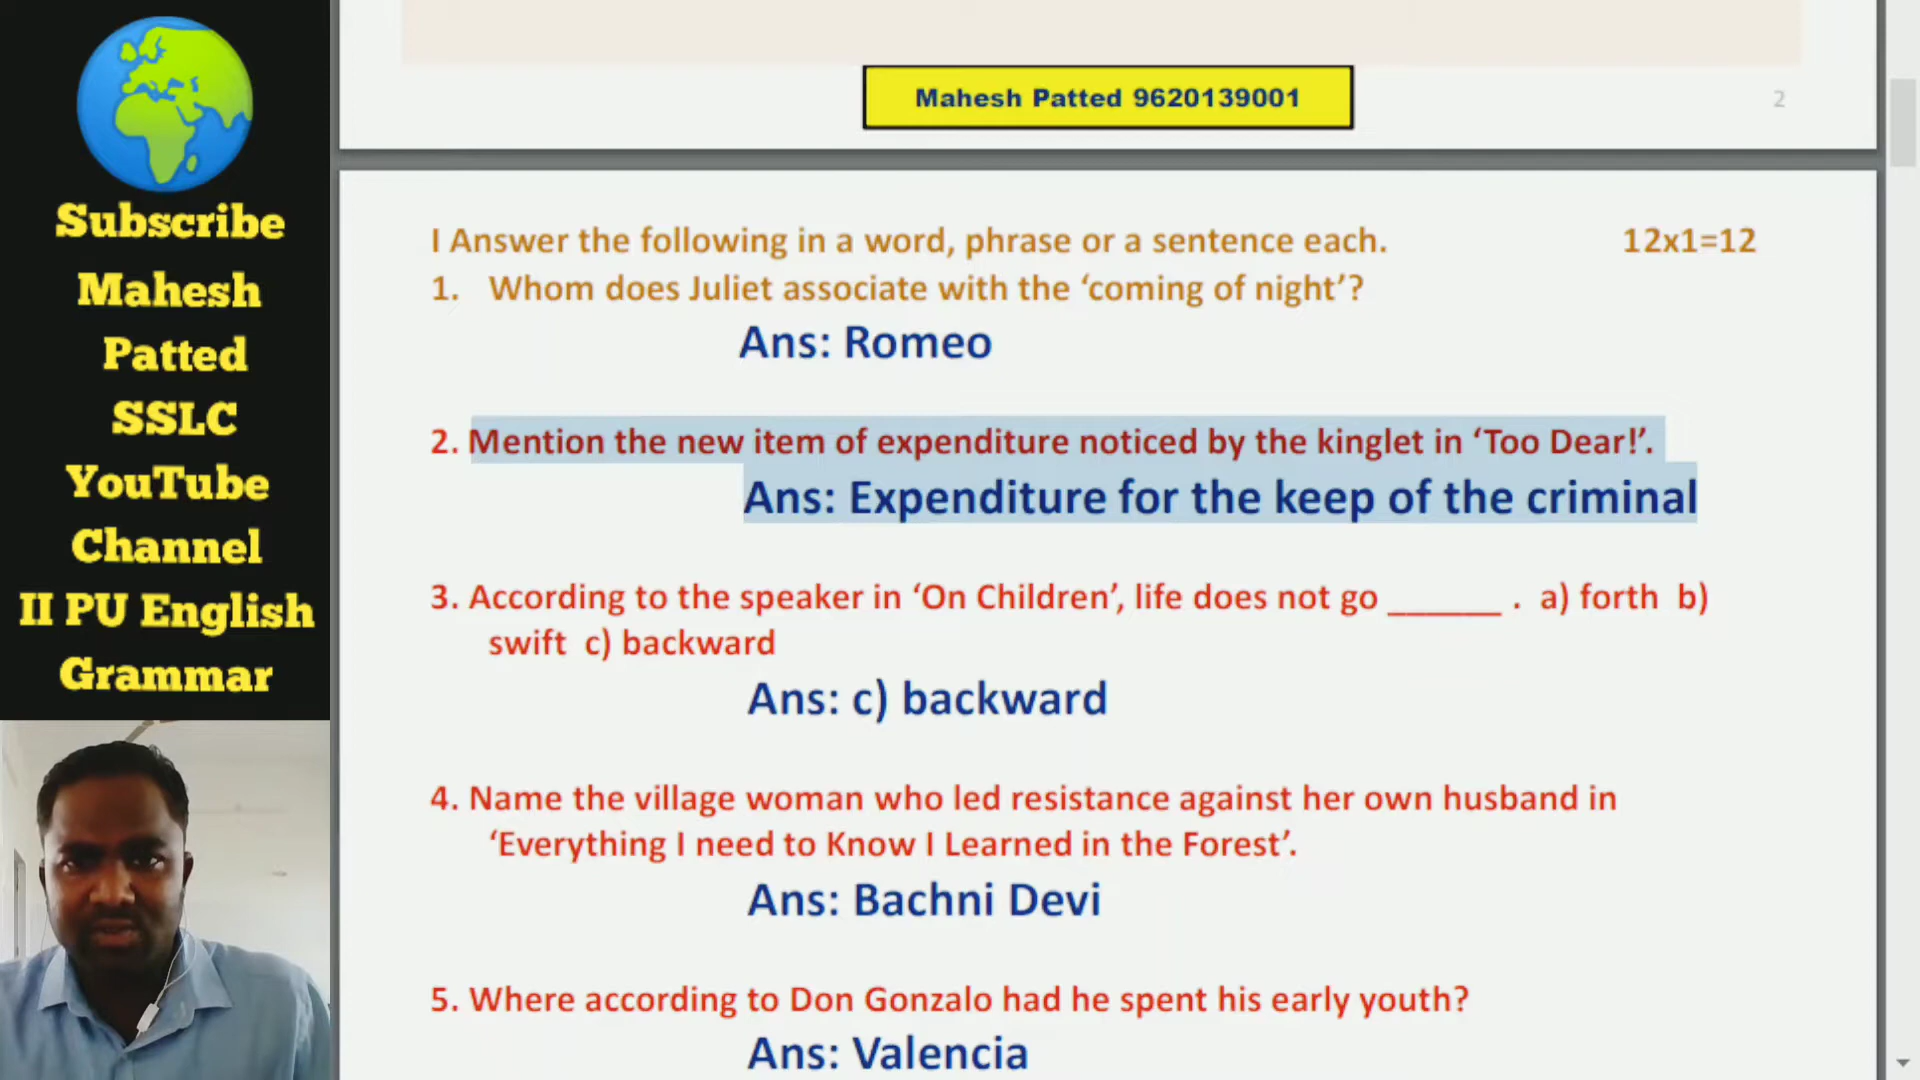 Subscribe
Mahesh
Patted
SSLC
YouTube
Channel
II PU English
Grammar
Mahesh Patted 9620139001
2
I Answer the following in a word, phrase or a sentence each. 12x1=12
1. Whom does Juliet associate with the ‘coming of night’?
Ans: Romeo
2. Mention the new item of expenditure noticed by the kinglet in ‘Too Dear!’.
Ans: Expenditure for the keep of the criminal
3. According to the speaker in ‘On Children’, life does not go ______ . a) forth b)
swift c) backward
Ans: c) backward
4. Name the village woman who led resistance against her own husband in
‘Everything I need to Know I Learned in the Forest’.
Ans: Bachni Devi
5. Where according to Don Gonzalo had he spent his early youth?
Ans: Valencia